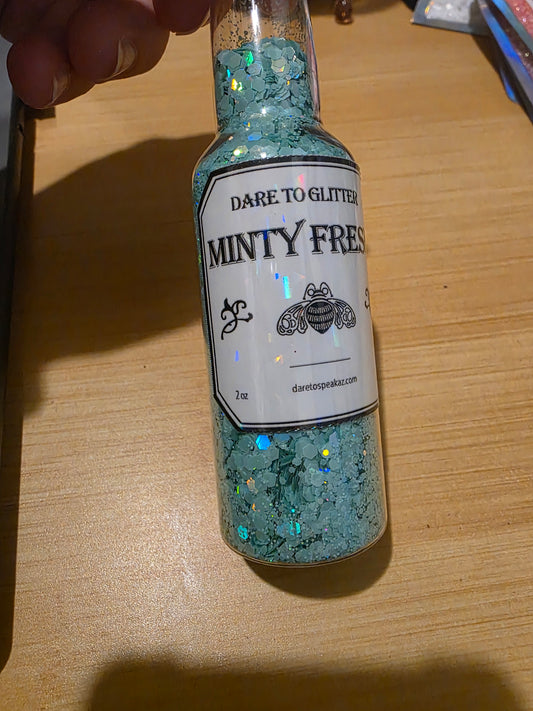 DARE TO GLITTER
MINTY FRES
2 oz
daretospeakaz.com